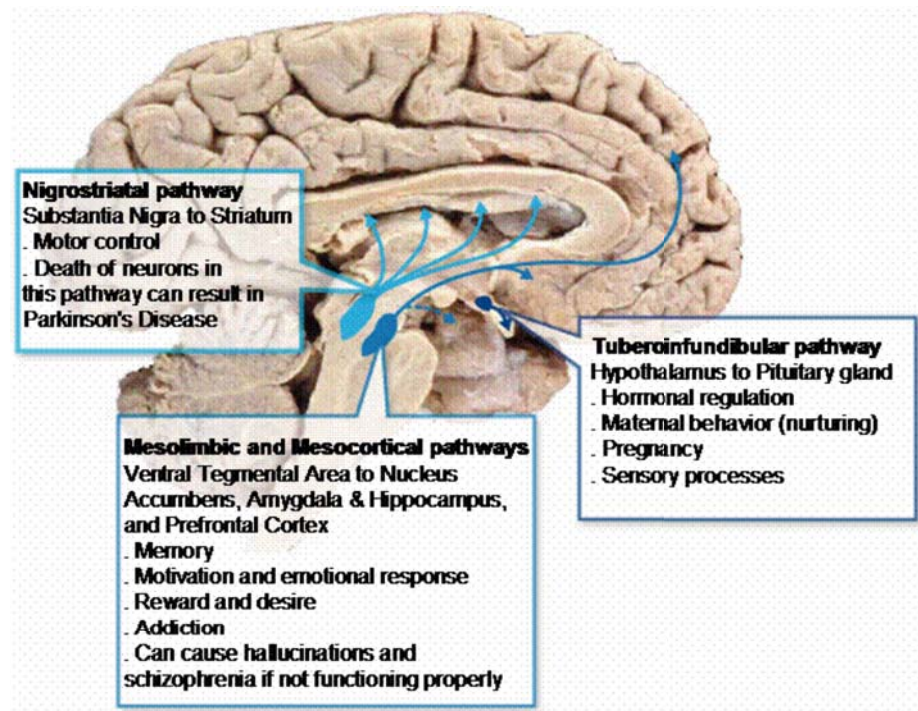 Nigrostriatal pathway
Substantia Nigra to Striatum
. Motor control
. Death of neurons in
this pathway can result in
Parkinson's Disease
Tuberoinfundibular pathway
Hypothalamus to Pituitary gland
. Hormonal regulation
. Maternal behavior (nurturing)
. Pregnancy
. Sensory processes
Mesolimbic and Mesocortical pathways
Ventral Tegmental Area to Nucleus
Accumbens, Amygdala & Hippocampus,
and Prefrontal Cortex
. Memory
. Motivation and emotional response
. Reward and desire
. Addiction
. Can cause hallucinations and
schizophrenia if not functioning properly